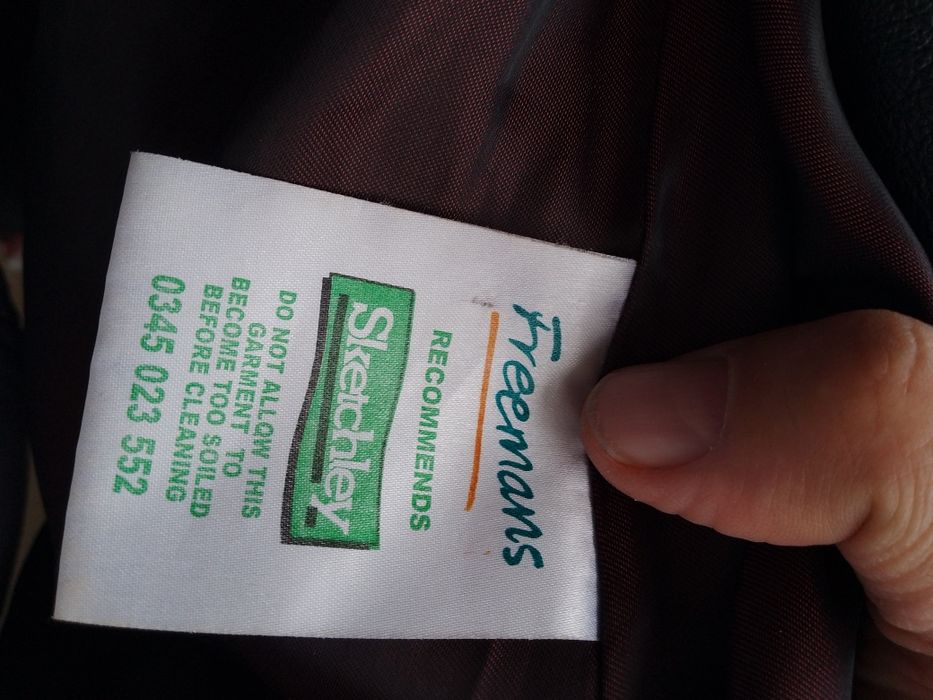 Freemans
RECOMMENDS
Sketchley
DO NOT ALLOW THIS
GARMENT TO
BECOME TOO SOILED
BEFORE CLEANING
0345 023 552